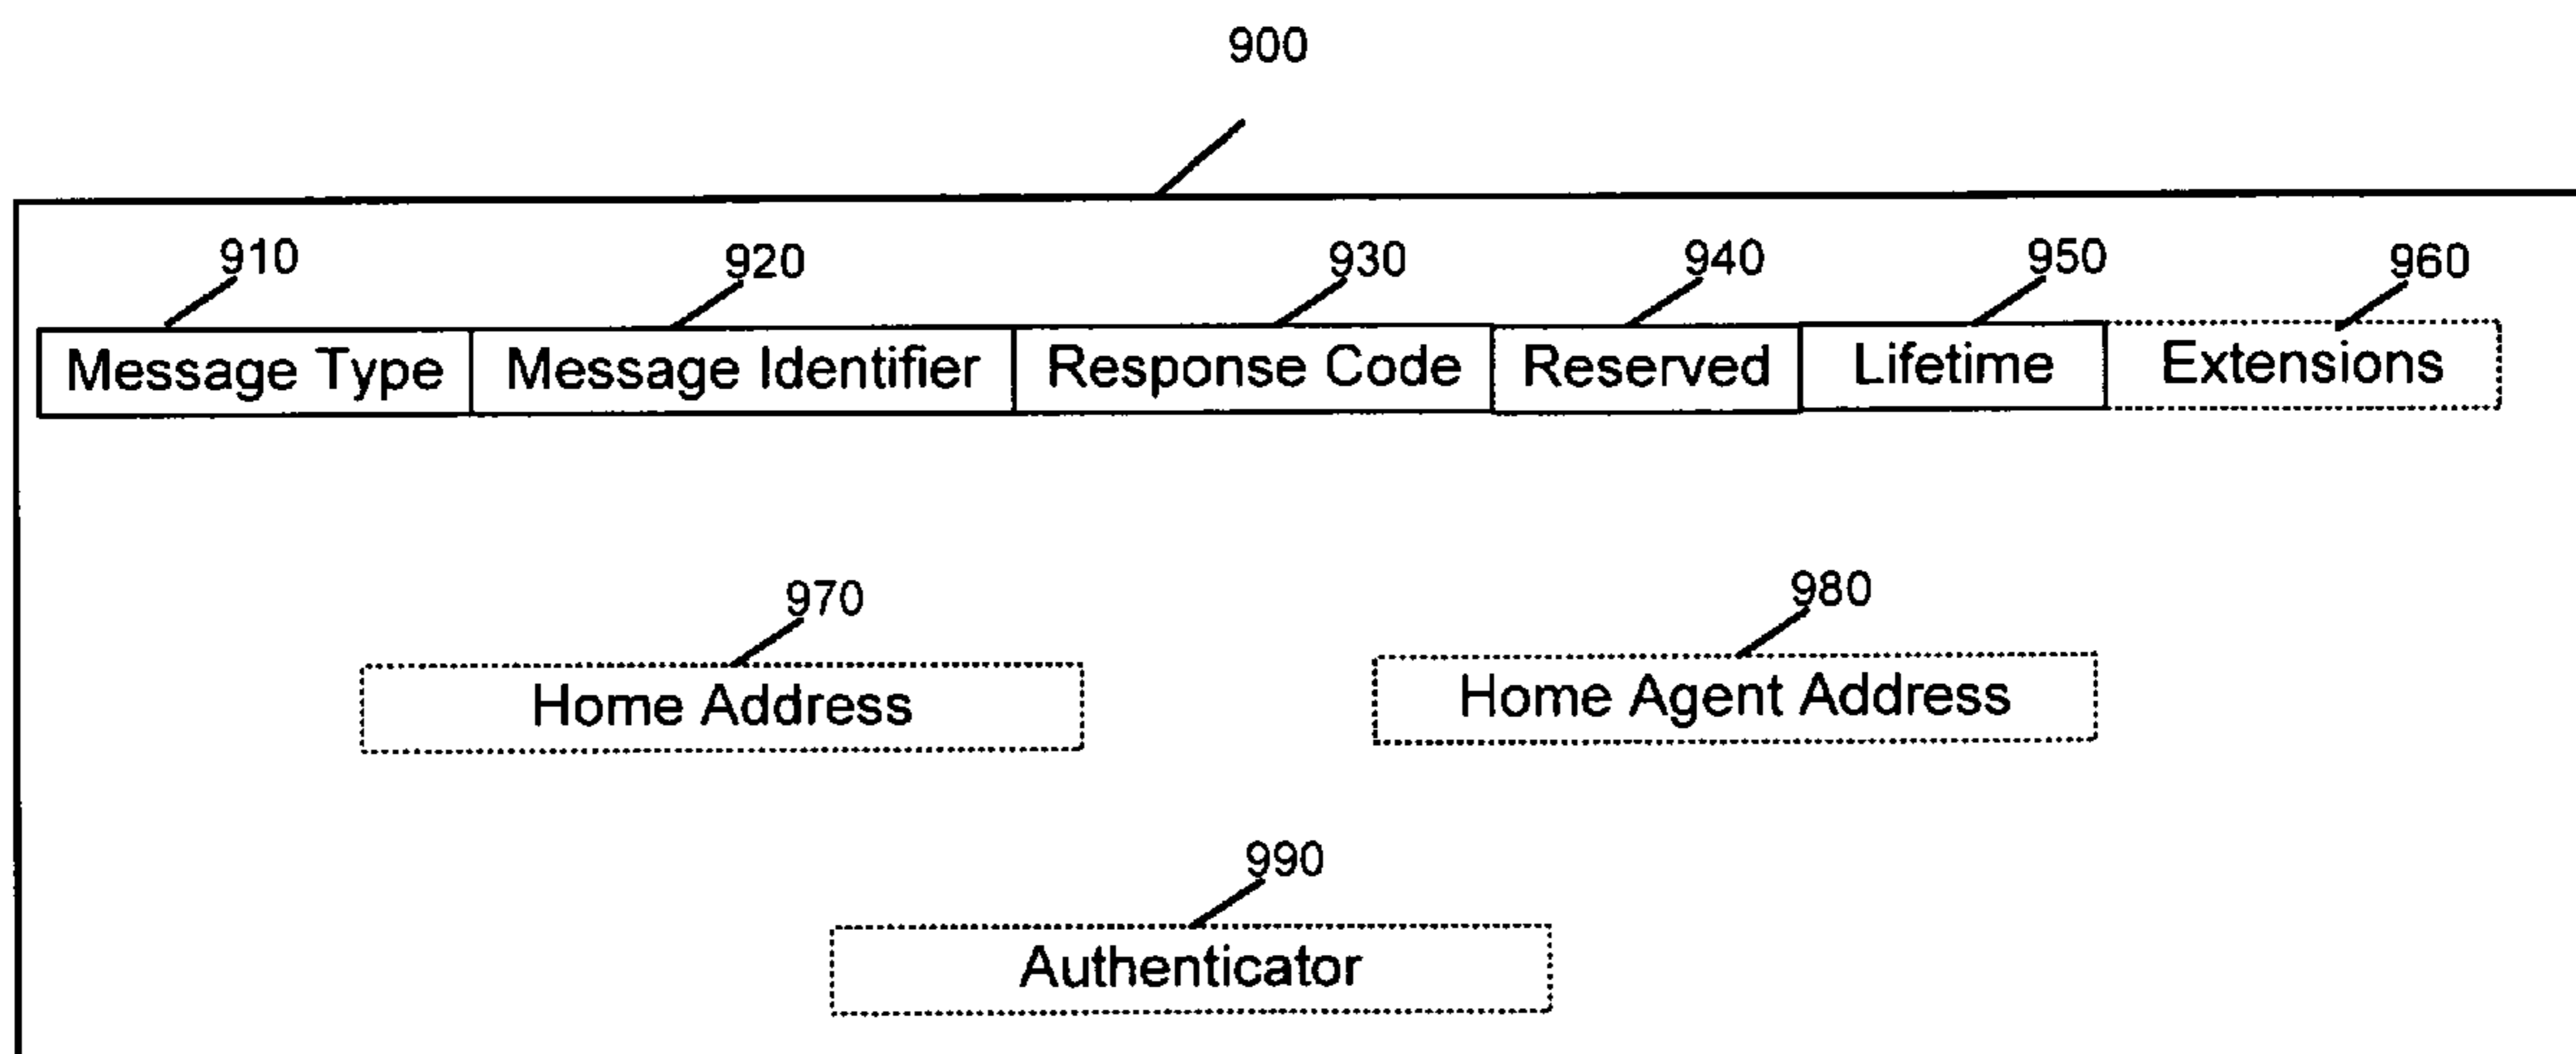 900
910 920 930 940 950 960
Message Type Message Identifier Response Code Reserved Lifetime Extensions
970 980
Home Address Home Agent Address
990
Authenticator